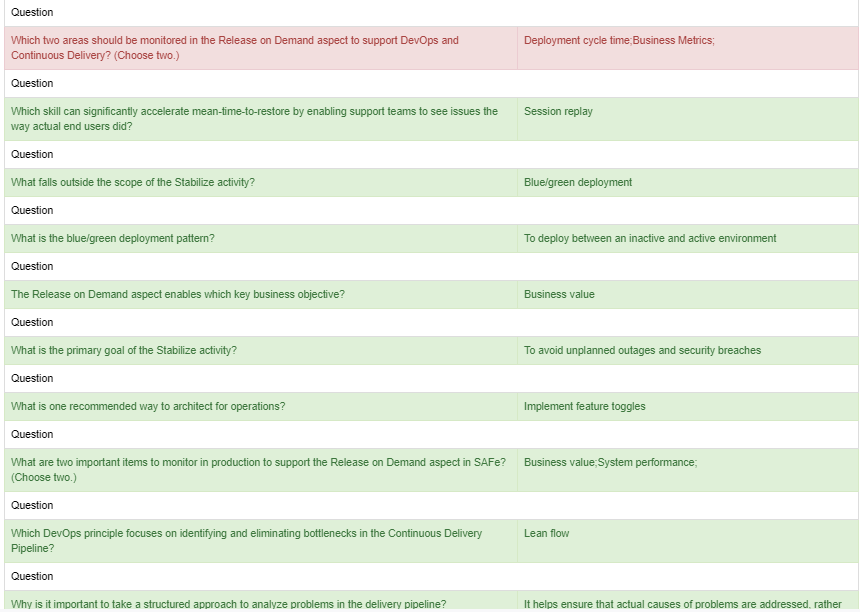 Question
Which two areas should be monitored in the Release on Demand aspect to support DevOps and
Continuous Delivery? (Choose two.)
Deployment cycle time;Business Metrics;
Question
Which skill can significantly accelerate mean-time-to-restore by enabling support teams to see issues the
way actual end users did?
Session replay
Question
What falls outside the scope of the Stabilize activity?
Blue/green deployment
Question
What is the blue/green deployment pattern?
To deploy between an inactive and active environment
Question
The Release on Demand aspect enables which key business objective?
Business value
Question
What is the primary goal of the Stabilize activity?
To avoid unplanned outages and security breaches
Question
What is one recommended way to architect for operations?
Implement feature toggles
Question
What are two important items to monitor in production to support the Release on Demand aspect in SAFe?
(Choose two.)
Business value;System performance;
Question
Which DevOps principle focuses on identifying and eliminating bottlenecks in the Continuous Delivery
Pipeline?
Lean flow
Question
Why is it important to take a structured approach to analyze problems in the delivery pipeline?
It helps ensure that actual causes of problems are addressed, rather